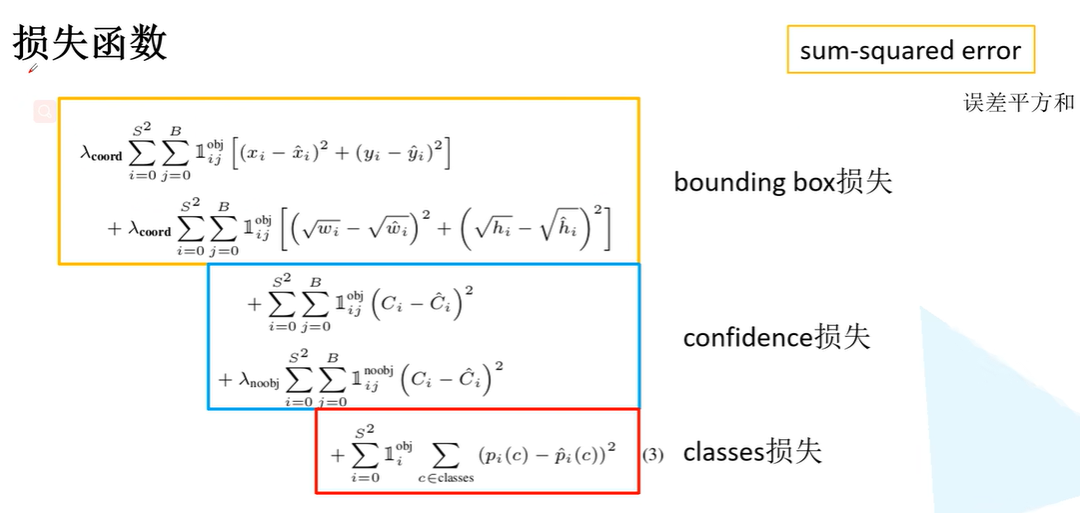 损失函数
sum-squared error
误差平方和
$\lambda_{\textbf{coord}} \sum_{i=0}^{S^2} \sum_{j=0}^{B} \mathbb{1}_{ij}^{\text{obj}} \left[ (x_i - \hat{x}_i)^2 + (y_i - \hat{y}_i)^2 \right]$
bounding box损失
$+ \lambda_{\textbf{coord}} \sum_{i=0}^{S^2} \sum_{j=0}^{B} \mathbb{1}_{ij}^{\text{obj}} \left[ \left( \sqrt{w_i} - \sqrt{\hat{w}_i} \right)^2 + \left( \sqrt{h_i} - \sqrt{\hat{h}_i} \right)^2 \right]$
$+ \sum_{i=0}^{S^2} \sum_{j=0}^{B} \mathbb{1}_{ij}^{\text{obj}} \left( C_i - \hat{C}_i \right)^2$
confidence损失
$+ \lambda_{\text{noobj}} \sum_{i=0}^{S^2} \sum_{j=0}^{B} \mathbb{1}_{ij}^{\text{noobj}} \left( C_i - \hat{C}_i \right)^2$
$+ \sum_{i=0}^{S^2} \mathbb{1}_{i}^{\text{obj}} \sum_{c \in \text{classes}} (p_i(c) - \hat{p}_i(c))^2$ (3)
classes损失